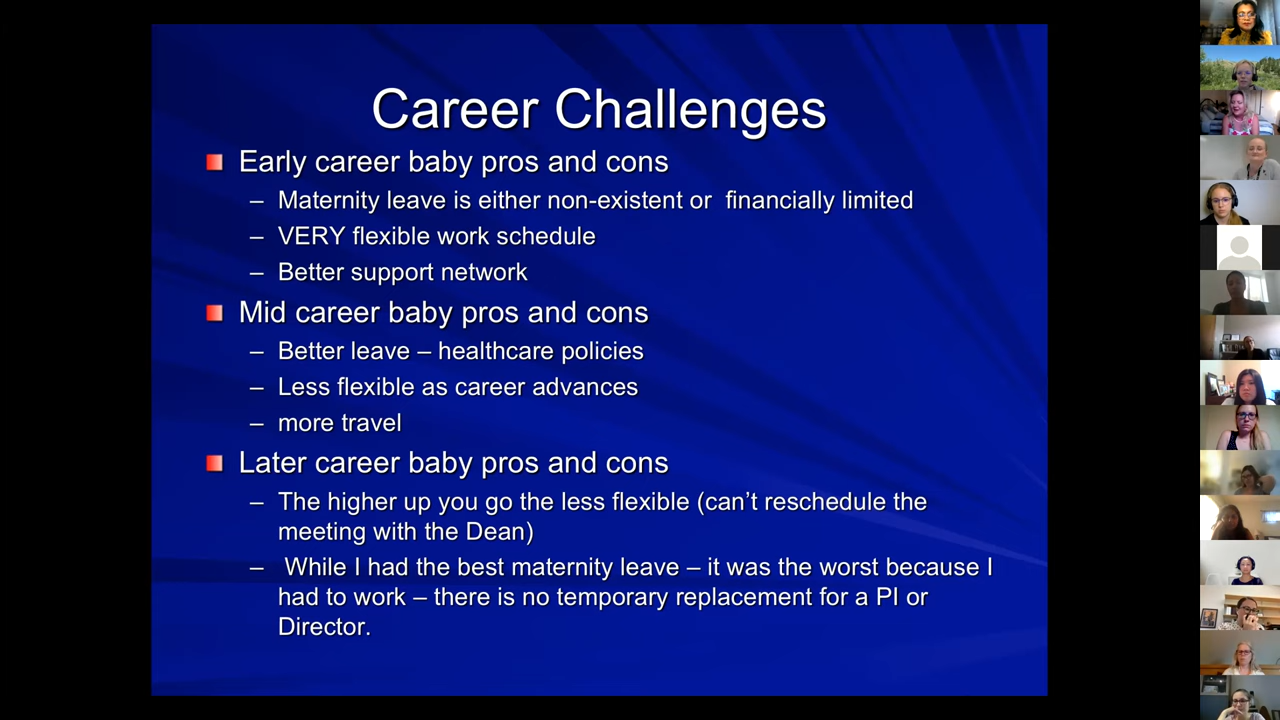 Career Challenges
Early career baby pros and cons
– Maternity leave is either non-existent or financially limited
– VERY flexible work schedule
– Better support network
Mid career baby pros and cons
– Better leave – healthcare policies
– Less flexible as career advances
– more travel
Later career baby pros and cons
– The higher up you go the less flexible (can’t reschedule the
meeting with the Dean)
– While I had the best maternity leave – it was the worst because I
had to work – there is no temporary replacement for a PI or
Director.